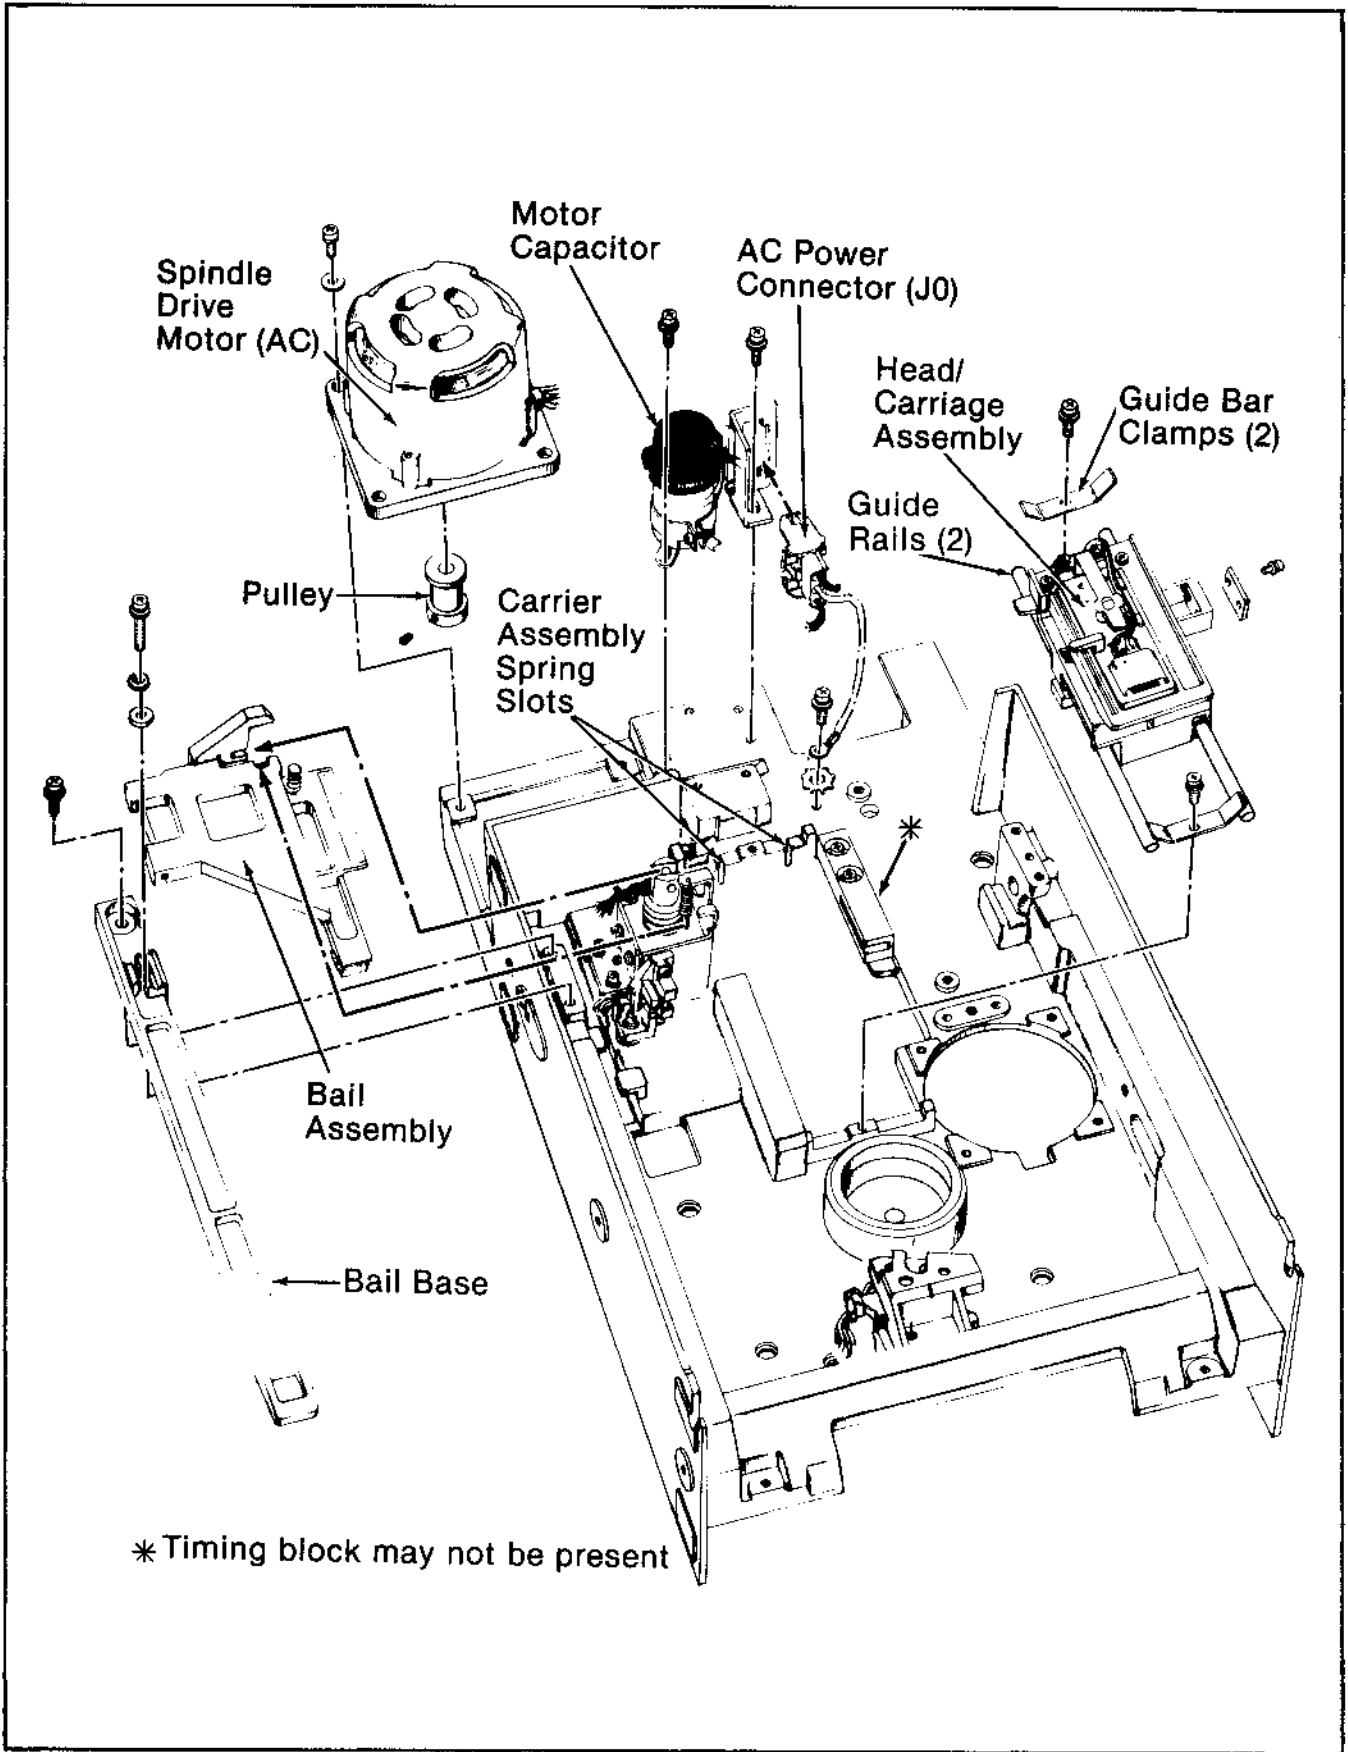 Motor
Capacitor
AC Power
Connector (J0)
Spindle
Drive
Motor (AC)
Head/
Carriage
Assembly
Guide Bar
Clamps (2)
Guide
Rails (2)
Pulley
Carrier
Assembly
Spring
Slots
*
Bail
Assembly
Bail Base
* Timing block may not be present